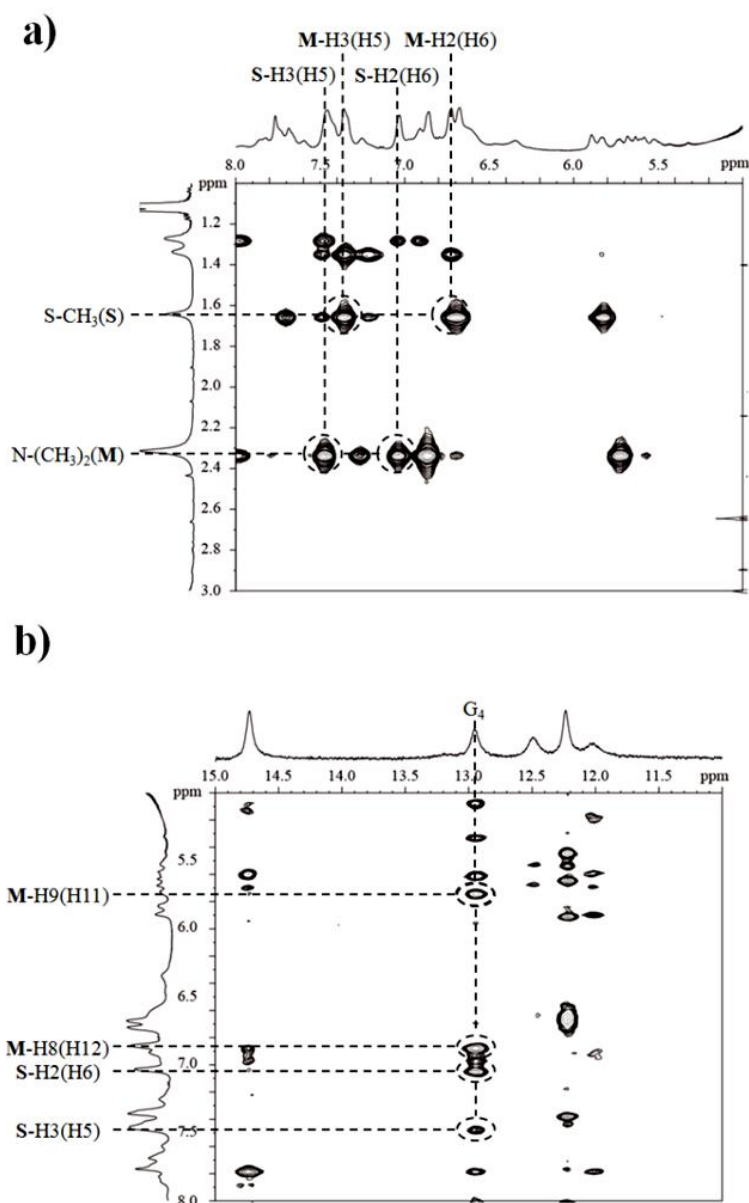 a)
M-H3(H5) M-H2(H6)
S-H3(H5) S-H2(H6)
8.0 7.5 7.0 6.5 6.0 5.5 ppm
ppm
1.2
1.4
S-CH₃(S) 1.6
1.8
2.0
2.2
N-(CH₃)₂(M)
2.4
2.6
2.8
3.0
b)
G₄
15.0 14.5 14.0 13.5 13.0 12.5 12.0 11.5 ppm
ppm
5.5
M-H9(H11)
6.0
6.5
M-H8(H12)
7.0
S-H2(H6)
S-H3(H5) 7.5
8.0